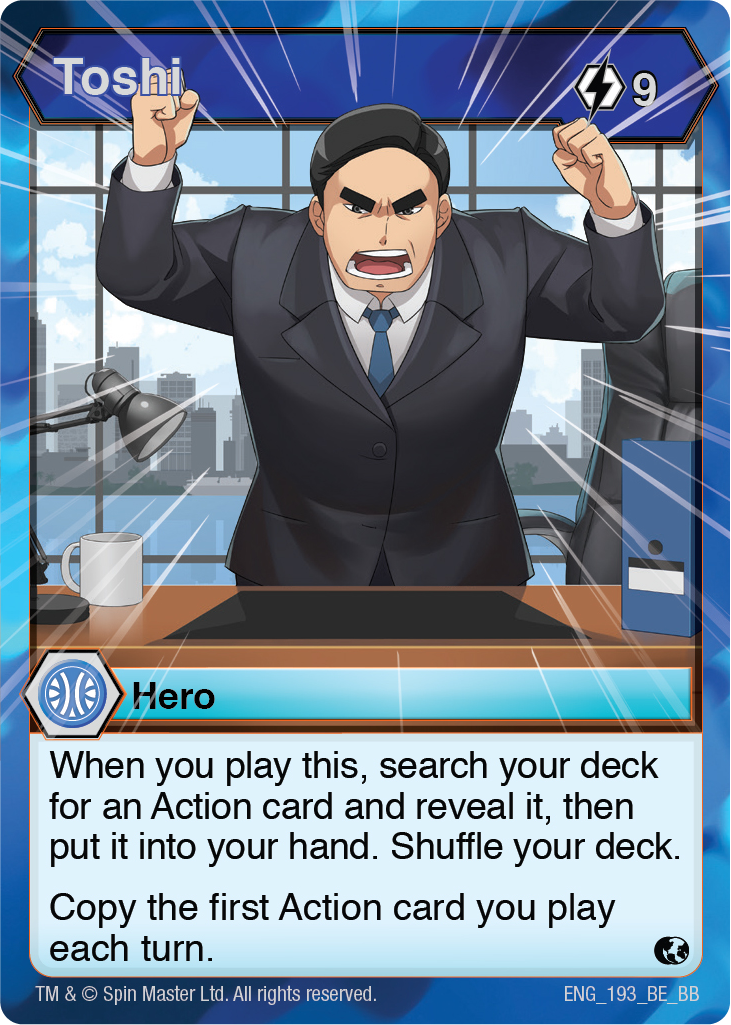 Toshi
9
Hero
When you play this, search your deck
for an Action card and reveal it, then
put it into your hand. Shuffle your deck.
Copy the first Action card you play
each turn.
TM & © Spin Master Ltd. All rights reserved.
ENG_193_BE_BB